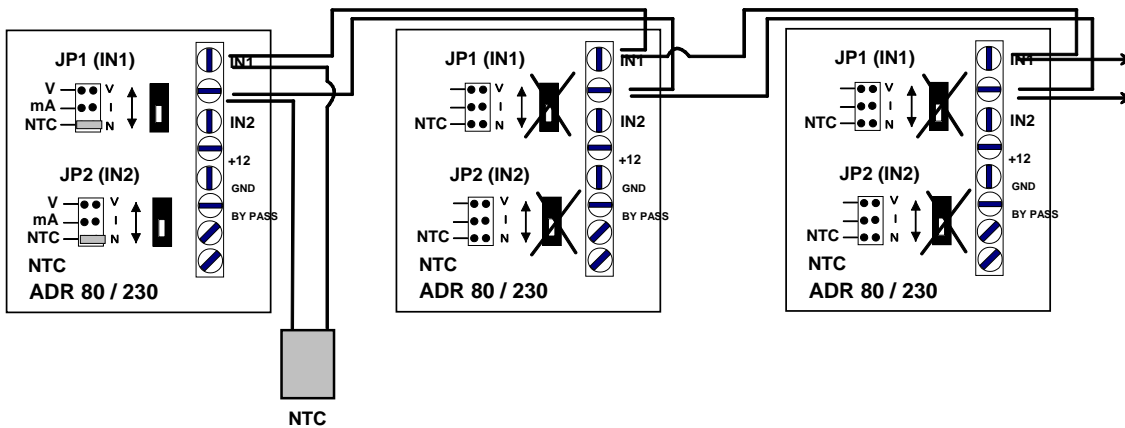 JP1 (IN1)
V
mA
NTC
V
I
N
JP2 (IN2)
V
mA
NTC
V
I
N
NTC
ADR 80 / 230
IN1
IN2
+12
GND
BY PASS
NTC
JP1 (IN1)
NTC
V
I
N
JP2 (IN2)
NTC
V
I
N
NTC
ADR 80 / 230
IN1
IN2
+12
GND
BY PASS
JP1 (IN1)
NTC
V
I
N
JP2 (IN2)
NTC
V
I
N
NTC
ADR 80 / 230
IN1
IN2
+12
GND
BY PASS